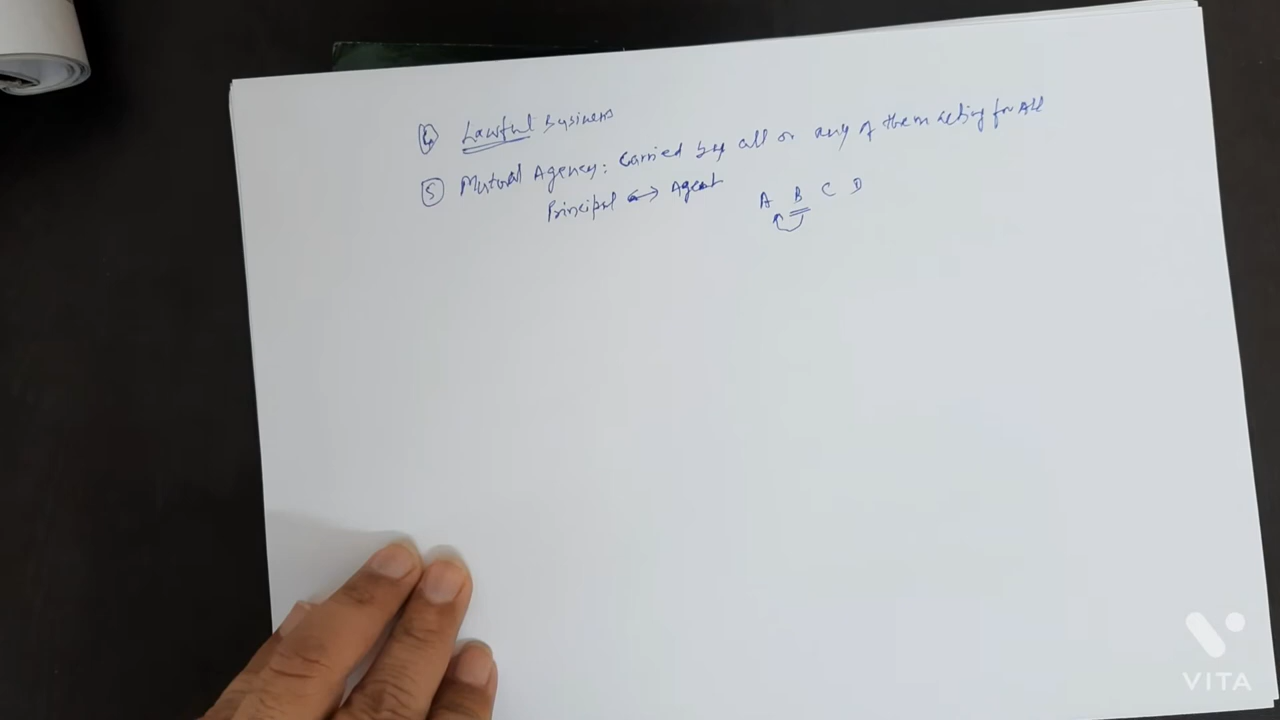 ④ Lawful Business
⑤ Mutual Agency: Carried by all or any of them acting for All
Principal ↔ Agent A B C D
VITA